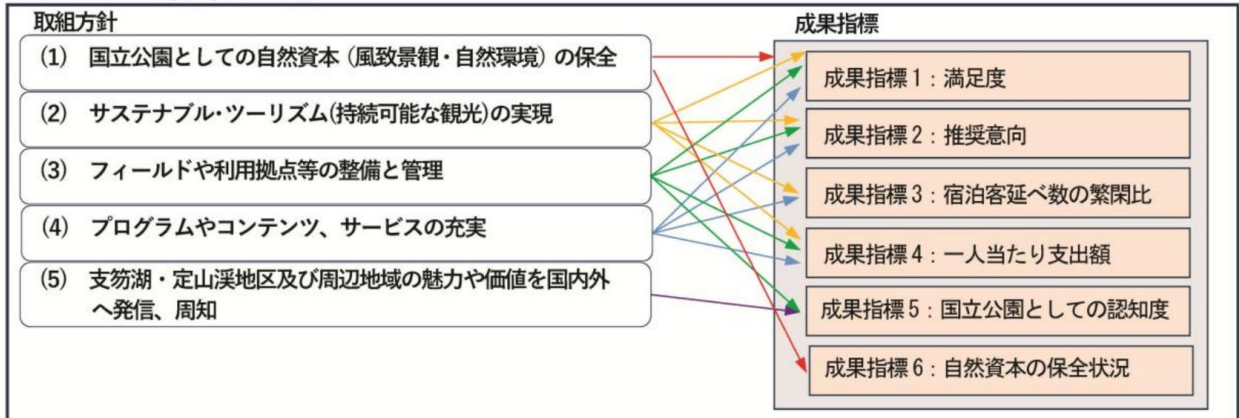 取組方針
(1) 国立公園としての自然資本（風致景観・自然環境）の保全
(2) サステナブル・ツーリズム(持続可能な観光)の実現
(3) フィールドや利用拠点等の整備と管理
(4) プログラムやコンテンツ、サービスの充実
(5) 支笏湖・定山渓地区及び周辺地域の魅力や価値を国内外
へ発信、周知
成果指標
成果指標1：満足度
成果指標2：推奨意向
成果指標3：宿泊客延べ数の繁閑比
成果指標4：一人当たり支出額
成果指標5：国立公園としての認知度
成果指標6：自然資本の保全状況